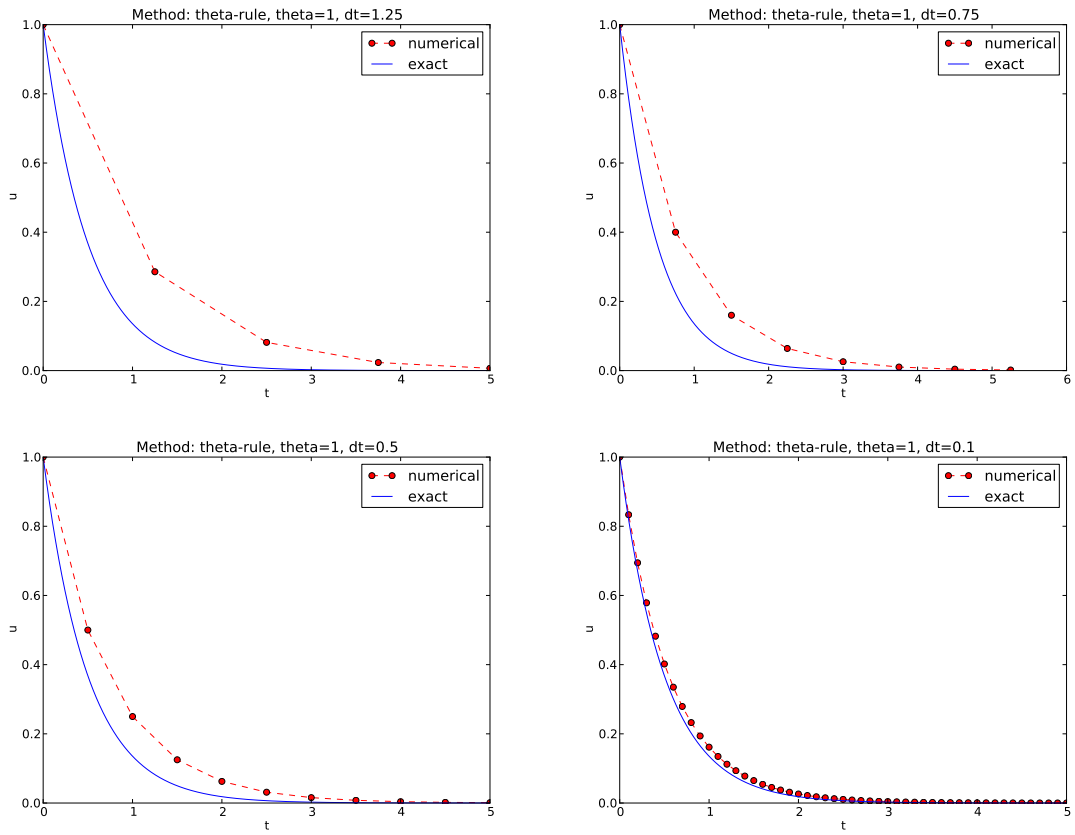 Method: theta-rule, theta=1, dt=1.25
1.0
0.8
0.6
0.4
0.2
0.0
u
numerical
exact
0 1 2 3 4 5
t
Method: theta-rule, theta=1, dt=0.75
1.0
0.8
0.6
0.4
0.2
0.0
u
numerical
exact
0 1 2 3 4 5 6
t
Method: theta-rule, theta=1, dt=0.5
1.0
0.8
0.6
0.4
0.2
0.0
u
numerical
exact
0 1 2 3 4 5
t
Method: theta-rule, theta=1, dt=0.1
1.0
0.8
0.6
0.4
0.2
0.0
u
numerical
exact
0 1 2 3 4 5
t